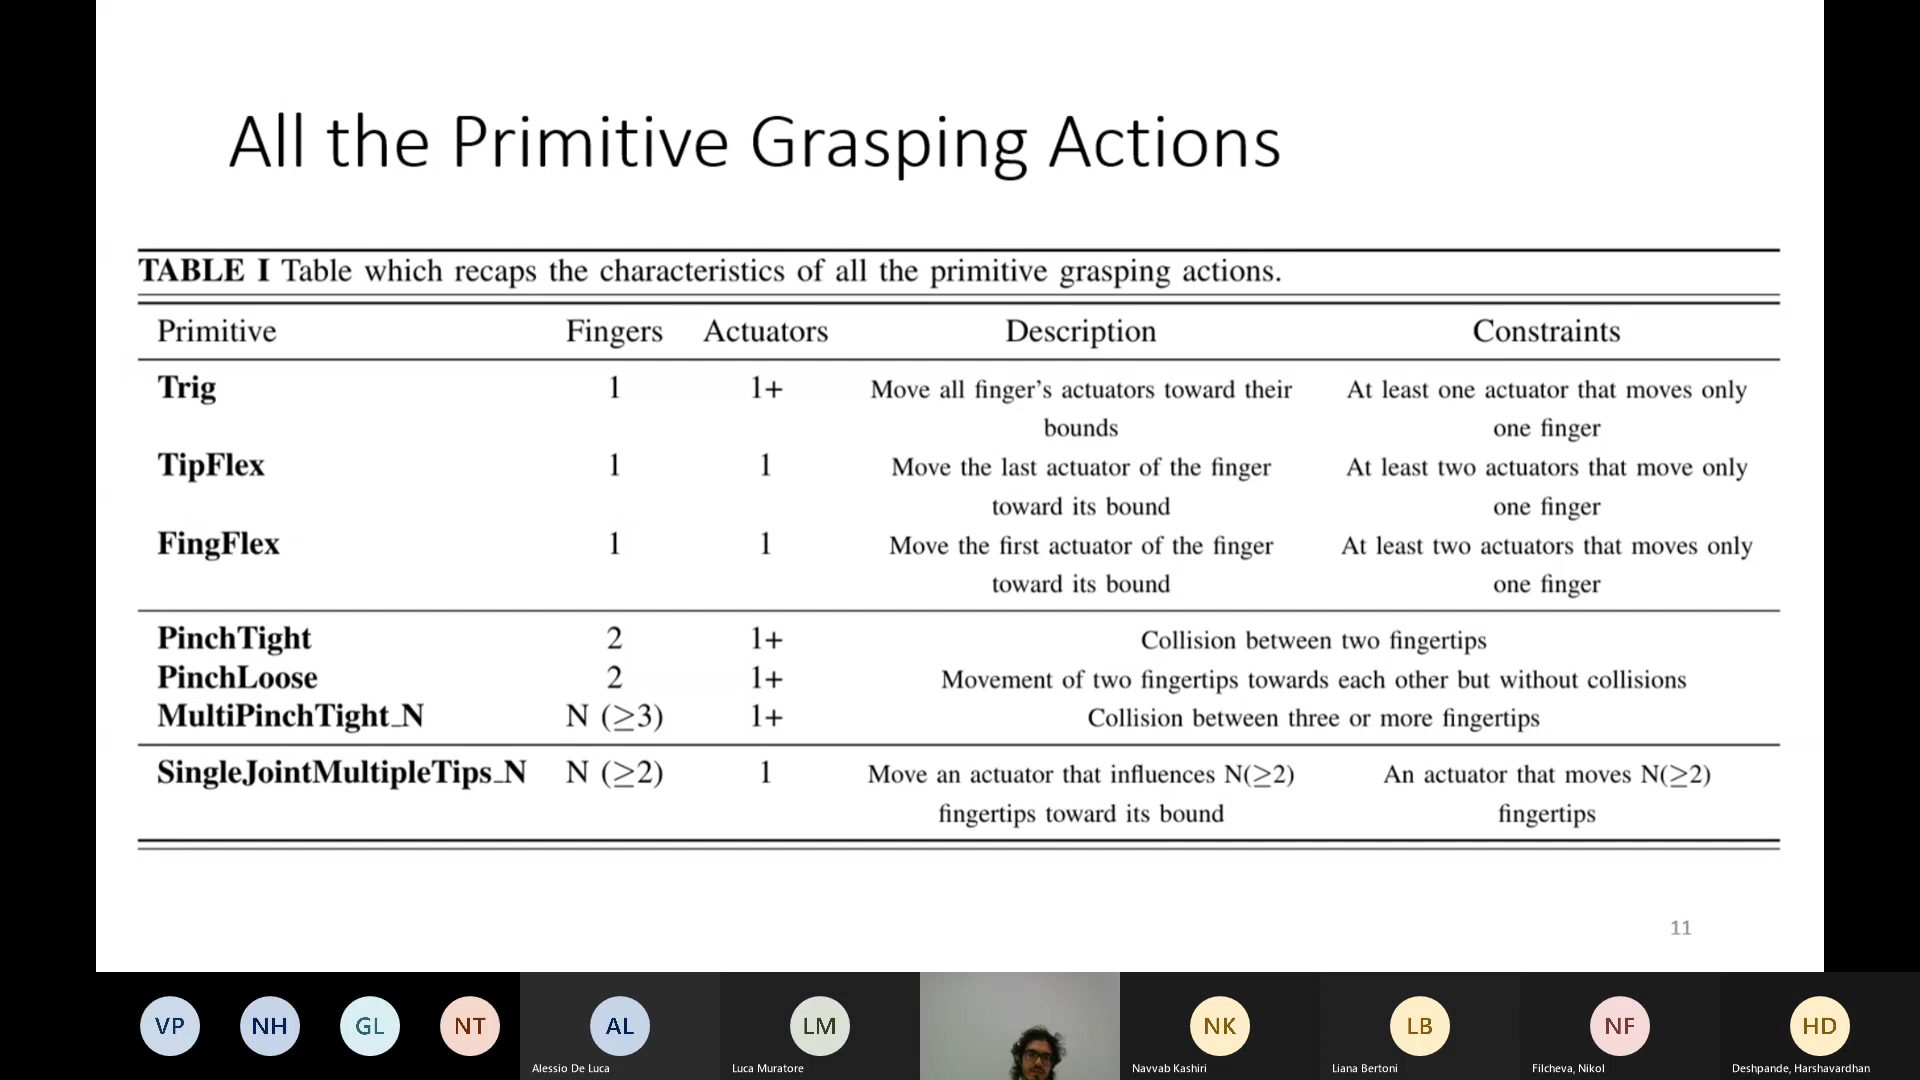 All the Primitive Grasping Actions
TABLE I Table which recaps the characteristics of all the primitive grasping actions.
Primitive Fingers Actuators Description Constraints
Trig 1 1+ Move all finger's actuators toward their bounds At least one actuator that moves only one finger
TipFlex 1 1 Move the last actuator of the finger toward its bound At least two actuators that move only one finger
FingFlex 1 1 Move the first actuator of the finger toward its bound At least two actuators that moves only one finger
PinchTight 2 1+ Collision between two fingertips
PinchLoose 2 1+ Movement of two fingertips towards each other but without collisions
MultiPinchTight_N N (≥3) 1+ Collision between three or more fingertips
SingleJointMultipleTips_N N (≥2) 1 Move an actuator that influences N(≥2) fingertips toward its bound An actuator that moves N(≥2) fingertips
11
VP NH GL NT AL LM NK LB NF HD
Alessio De Luca Luca Muratore Navvab Kashiri Liana Bertoni Filcheva, Nikol Deshpande, Harshavardhan